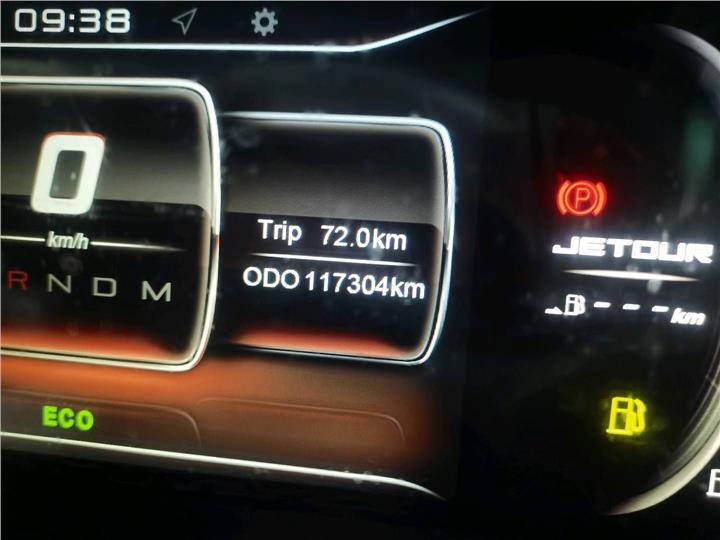 09:38
0
km/h
R N D M
ECO
Trip 72.0km
ODO 117304km
P
JETOUR
--- km